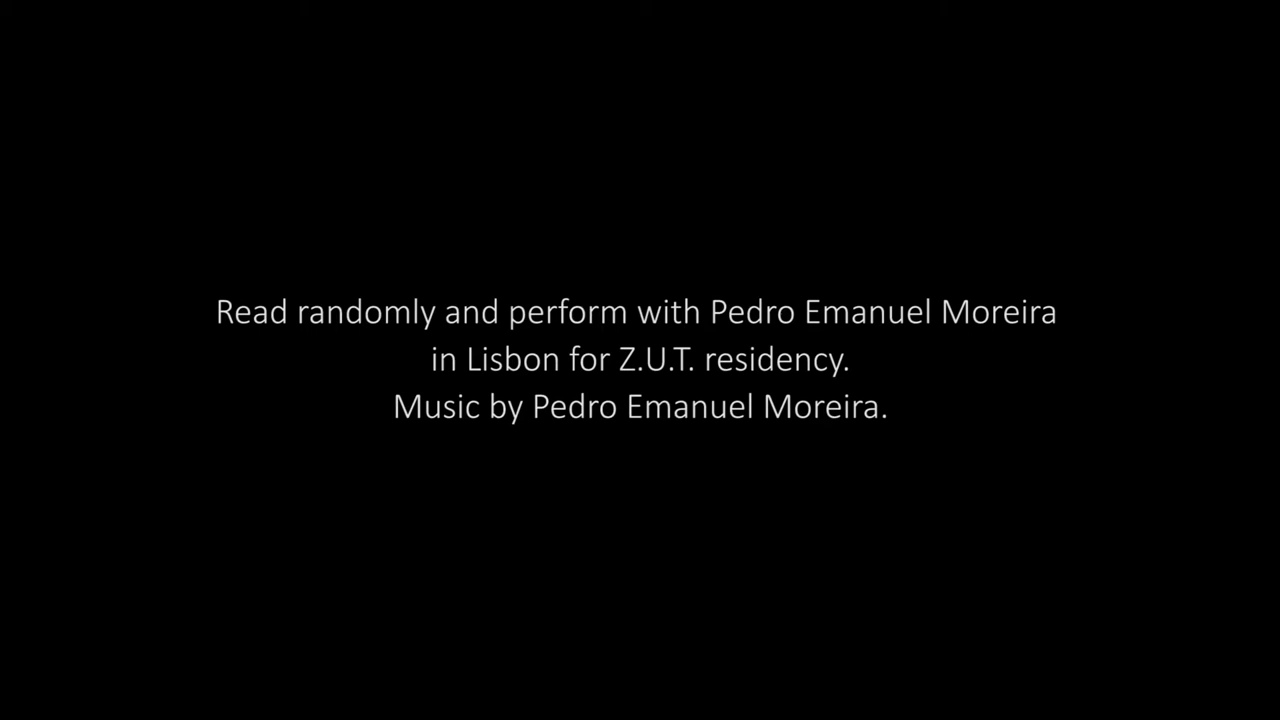 Read randomly and perform with Pedro Emanuel Moreira
in Lisbon for Z.U.T. residency.
Music by Pedro Emanuel Moreira.